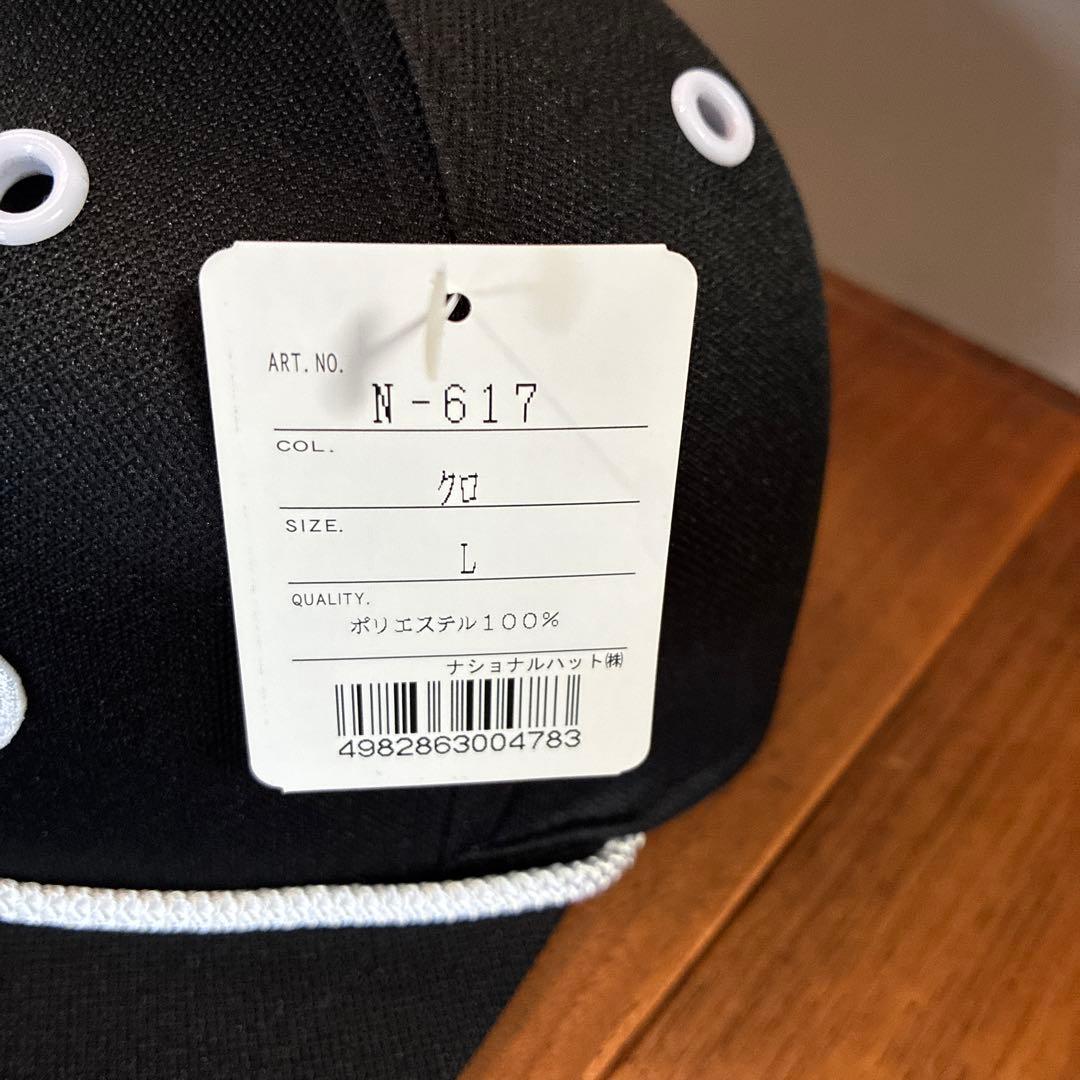 ART. NO.
N-617
COL.
クロ
SIZE.
L
QUALITY.
ポリエステル100%
ナショナルハット㈱
4982863004783